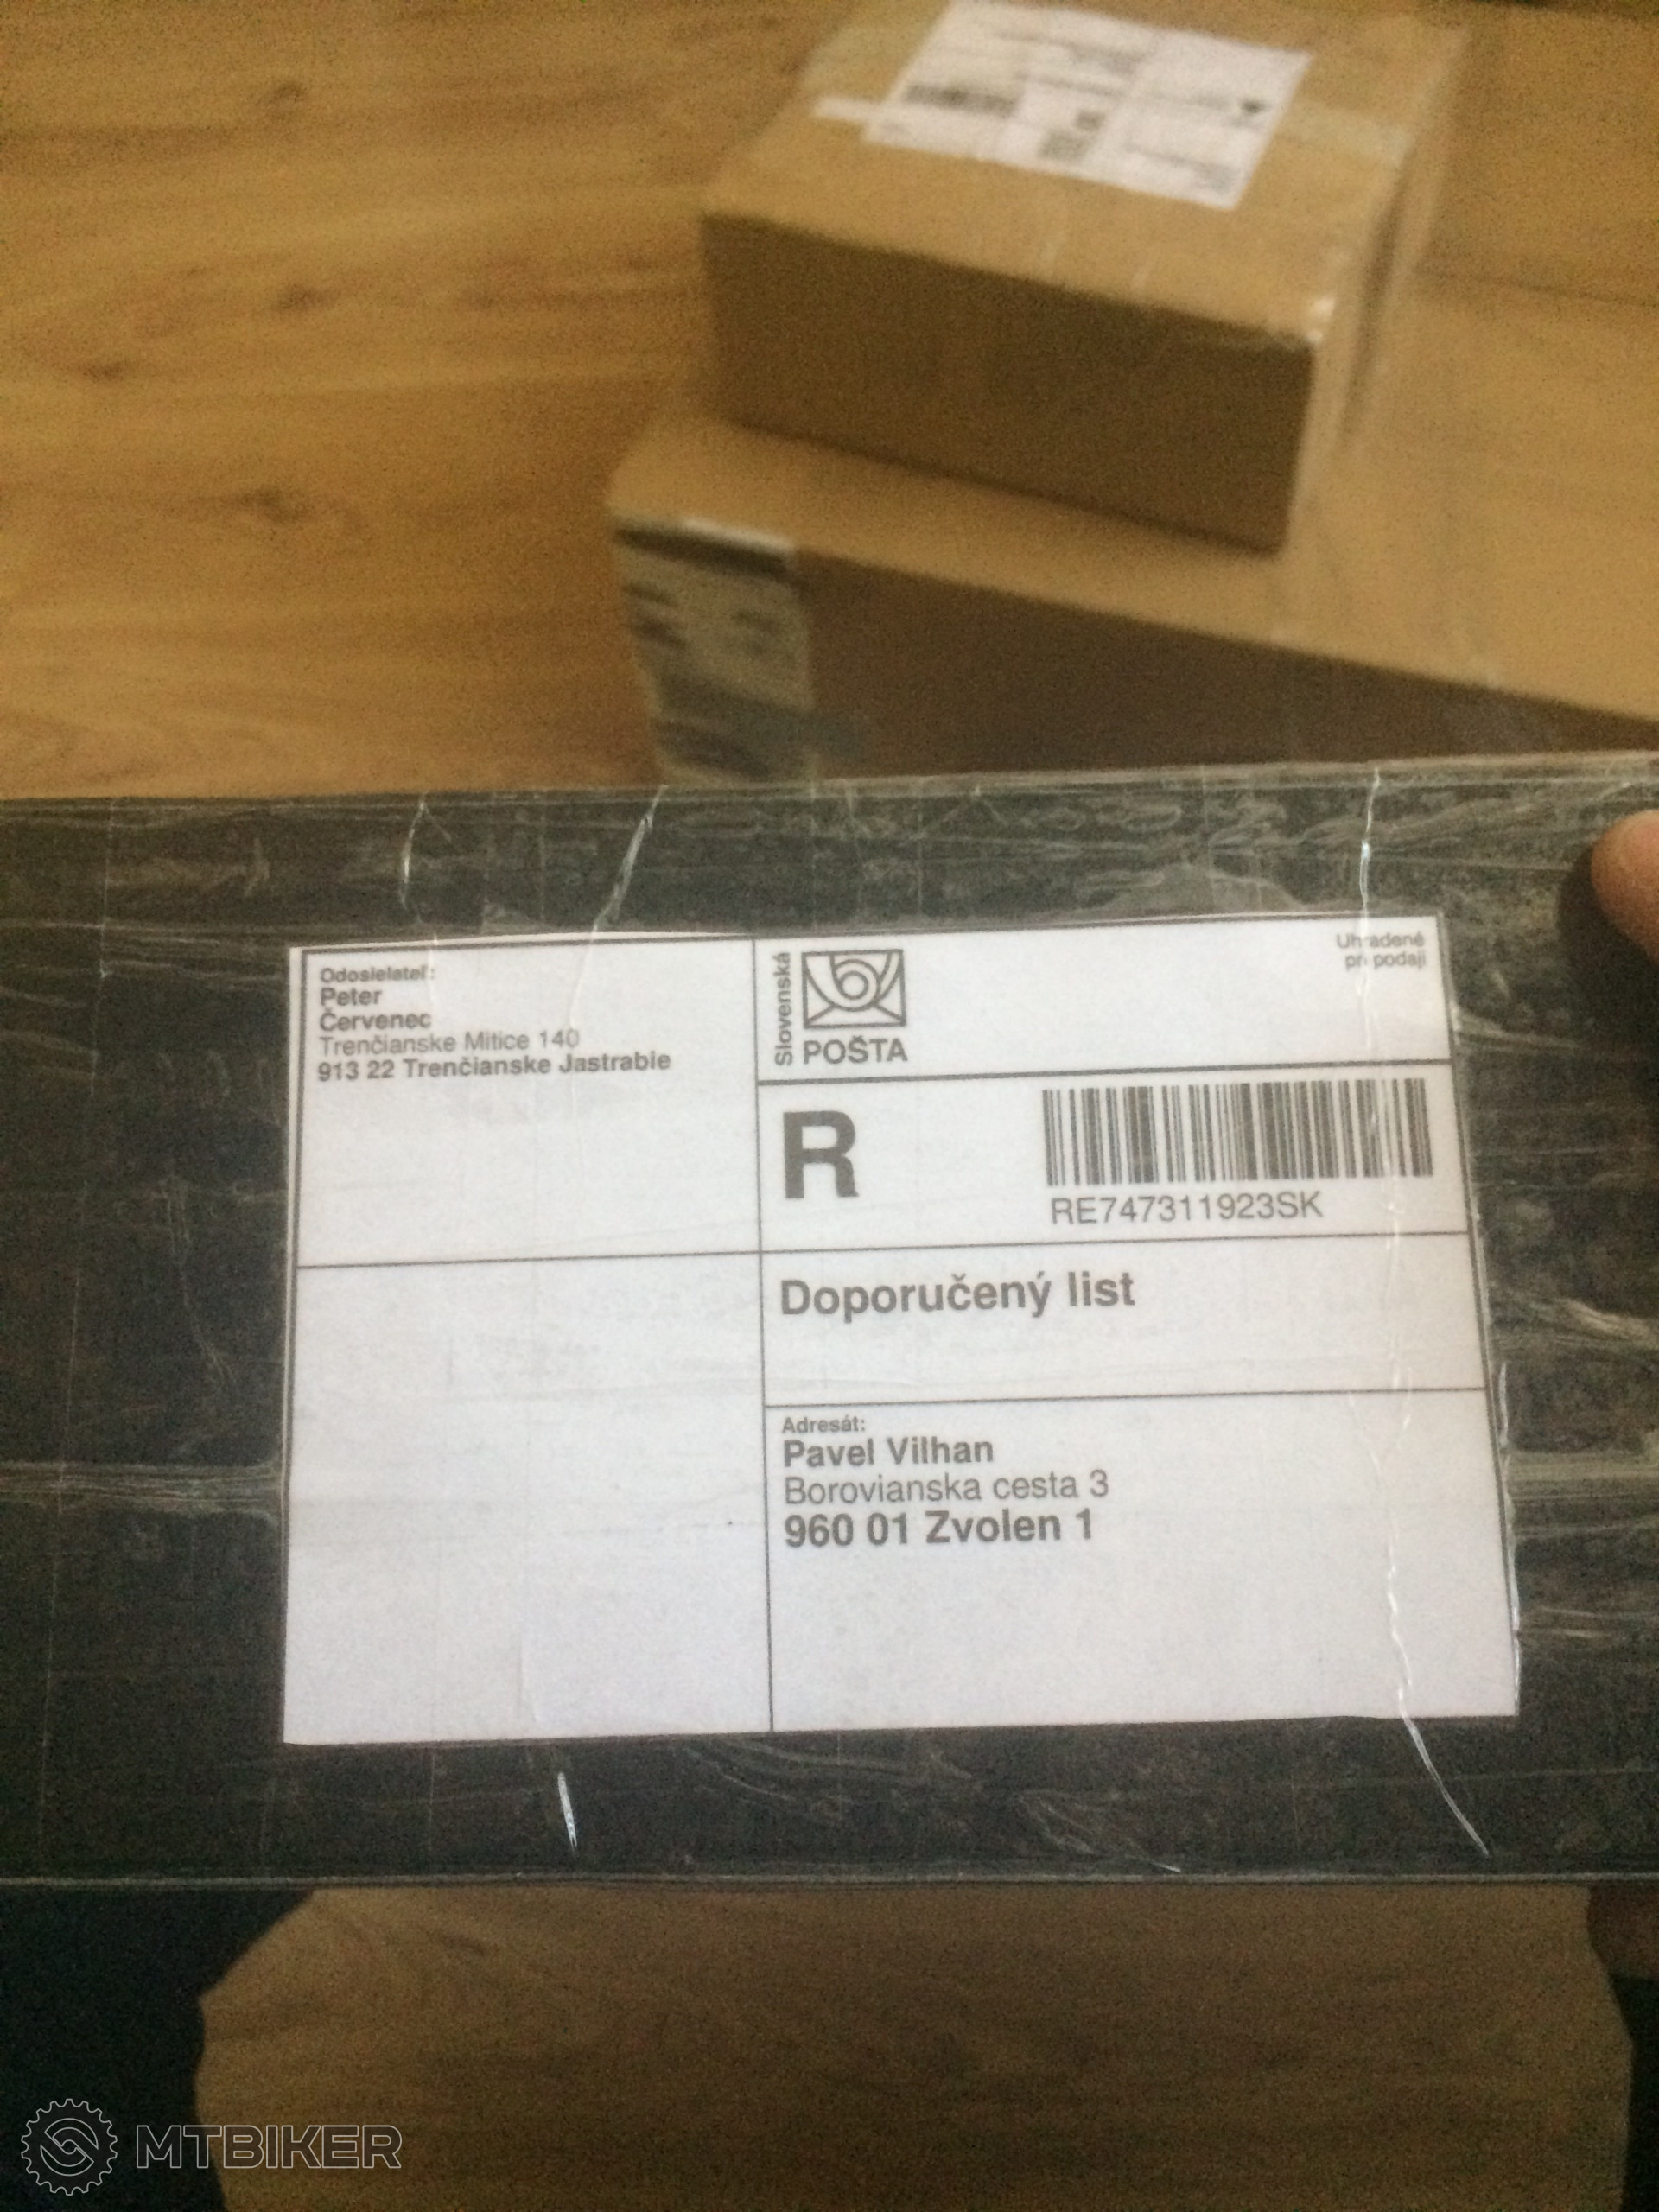 Odosielateľ:
Peter
Červenec
Trenčianske Mitice 140
913 22 Trenčianske Jastrabie
Slovenská
POŠTA
Uhradené
pri podaji
R
RE747311923SK
Doporučený list
Adresát:
Pavel Vilhan
Borovianska cesta 3
960 01 Zvolen 1
MTBIKER